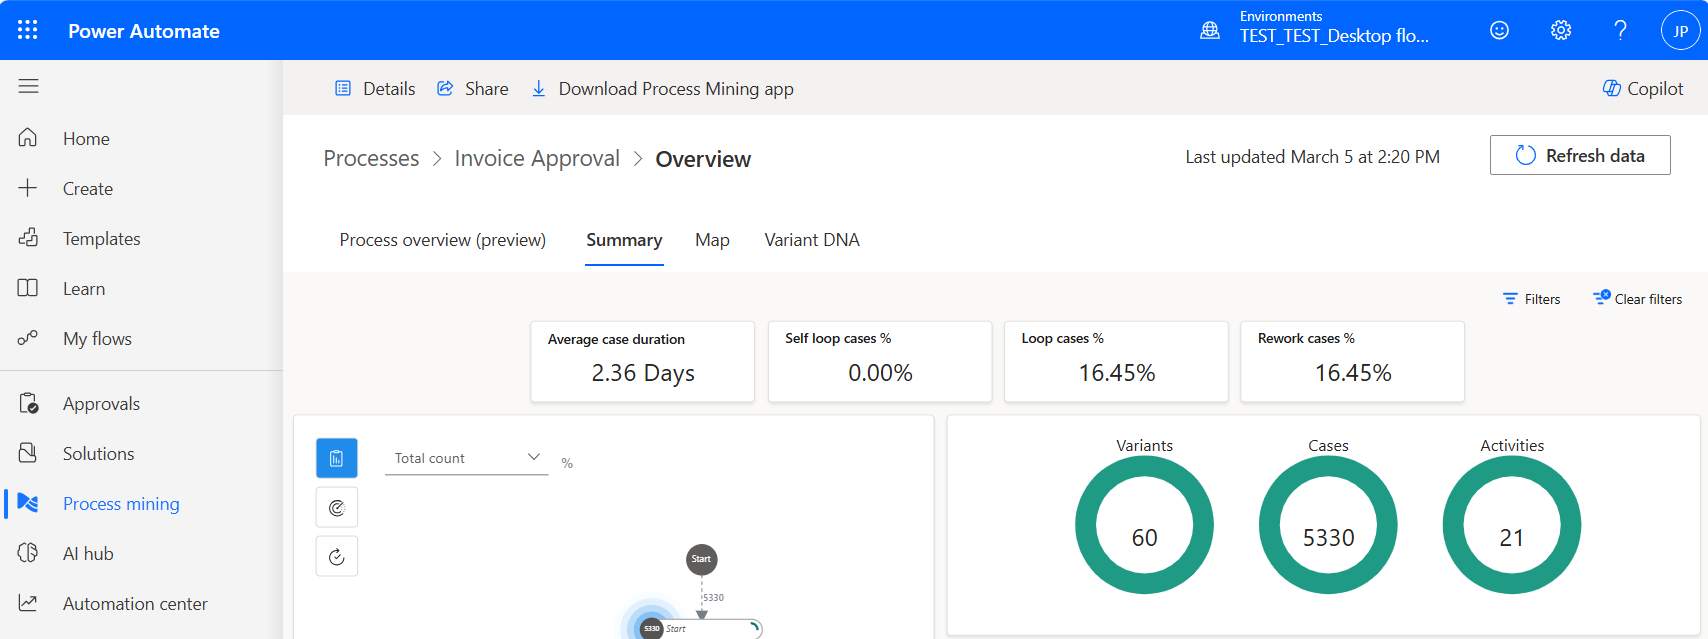 Power Automate
Environments
TEST_TEST_Desktop flo...
?
JP
Details
Share
Download Process Mining app
Copilot
Home
Create
Templates
Learn
My flows
Approvals
Solutions
Process mining
AI hub
Automation center
Processes > Invoice Approval > Overview
Last updated March 5 at 2:20 PM
Refresh data
Process overview (preview)
Summary
Map
Variant DNA
Filters
Clear filters
Average case duration
2.36 Days
Self loop cases %
0.00%
Loop cases %
16.45%
Rework cases %
16.45%
Total count
%
Start
5330
5330
Start
Variants
60
Cases
5330
Activities
21